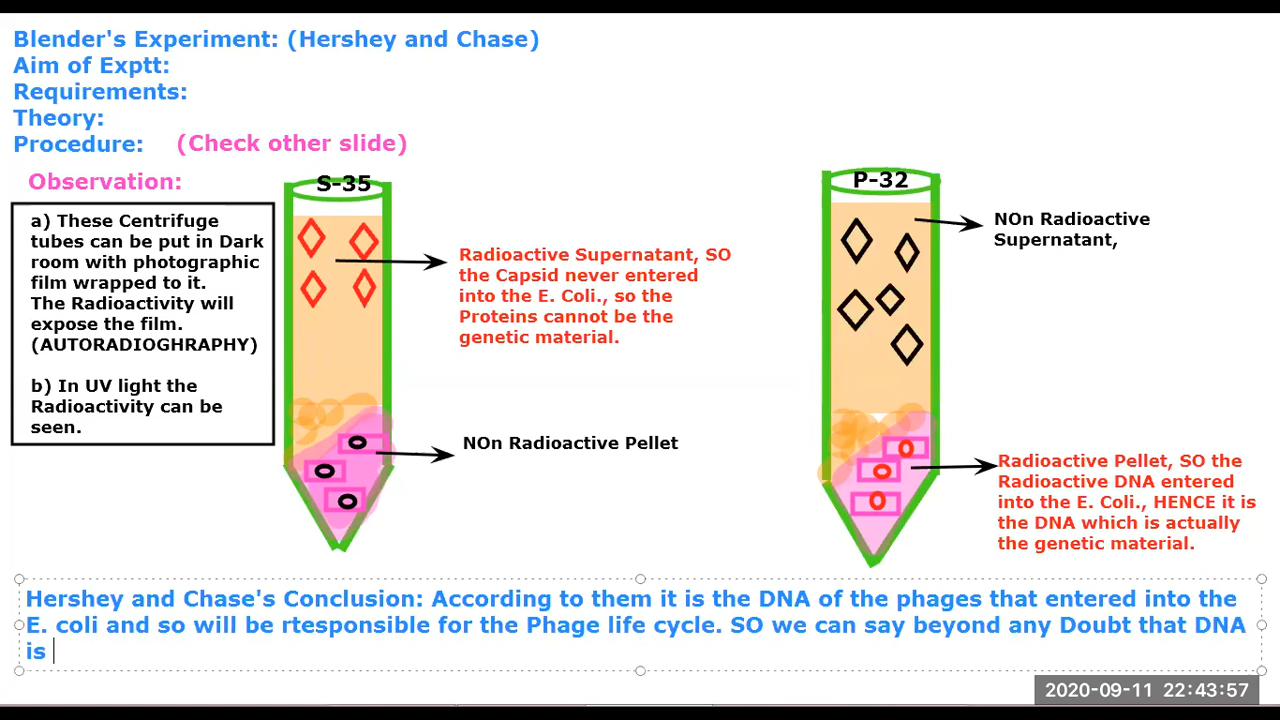 Blender's Experiment: (Hershey and Chase)
Aim of Exptt:
Requirements:
Theory:
Procedure: (Check other slide)
Observation:
a) These Centrifuge
tubes can be put in Dark
room with photographic
film wrapped to it.
The Radioactivity will
expose the film.
(AUTORADIOGHRAPHY)
b) In UV light the
Radioactivity can be
seen.
S-35
Radioactive Supernatant, SO
the Capsid never entered
into the E. Coli., so the
Proteins cannot be the
genetic material.
NOn Radioactive Pellet
P-32
NOn Radioactive
Supernatant,
Radioactive Pellet, SO the
Radioactive DNA entered
into the E. Coli., HENCE it is
the DNA which is actually
the genetic material.
Hershey and Chase's Conclusion: According to them it is the DNA of the phages that entered into the
E. coli and so will be rtesponsible for the Phage life cycle. SO we can say beyond any Doubt that DNA
is
2020-09-11 22:43:57